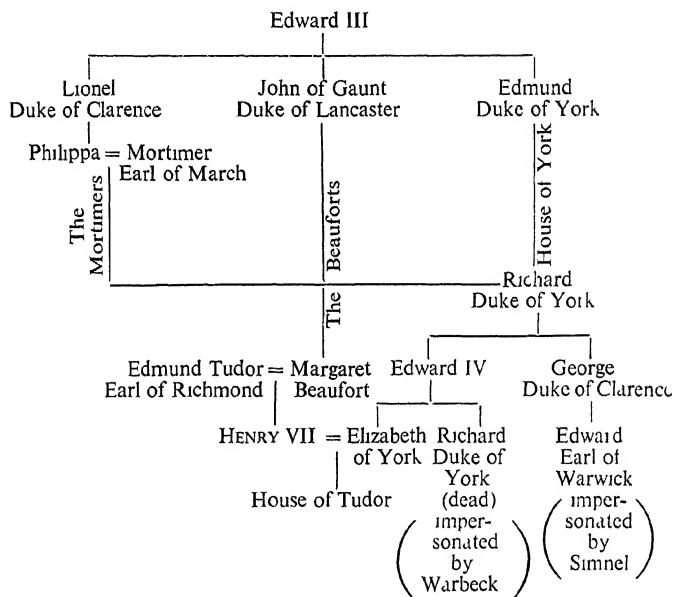 Edward III
Lionel
Duke of Clarence
John of Gaunt
Duke of Lancaster
Edmund
Duke of York
Philippa = Mortimer
Earl of March
The
Mortimers
The Beauforts
House of York
Richard
Duke of York
Edmund Tudor = Margaret
Earl of Richmond Beaufort
Edward IV
George
Duke of Clarence
HENRY VII = Elizabeth
of York
Richard
Duke of
York
(dead)
(imper-
sonated
by
Warbeck)
Edward
Earl of
Warwick
(imper-
sonated
by
Simnel)
House of Tudor